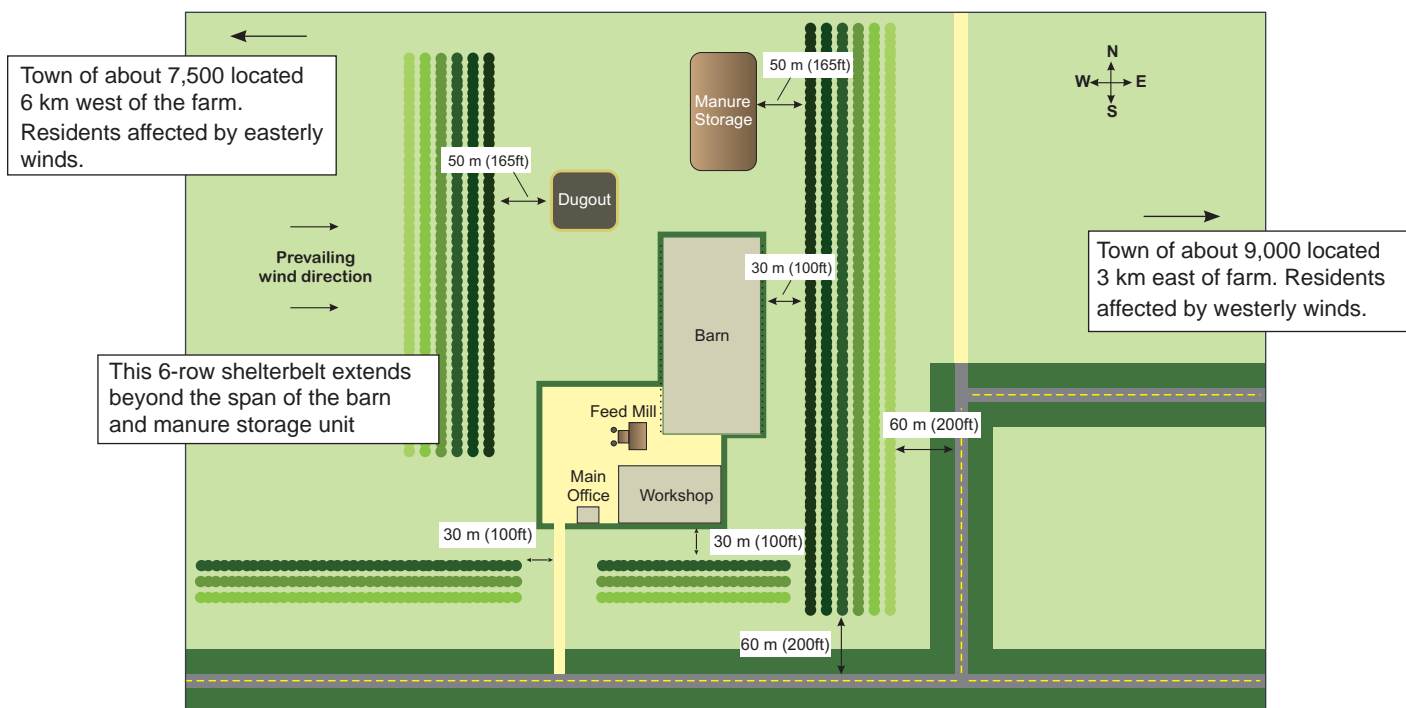 Town of about 7,500 located
6 km west of the farm.
Residents affected by easterly
winds.
50 m (165ft)
Manure
Storage
N
W
E
S
50 m (165ft)
Dugout
Prevailing
wind direction
30 m (100ft)
Town of about 9,000 located
3 km east of farm. Residents
affected by westerly winds.
Barn
This 6-row shelterbelt extends
beyond the span of the barn
and manure storage unit
Feed Mill
60 m (200ft)
Main
Office
Workshop
30 m (100ft)
30 m (100ft)
60 m (200ft)